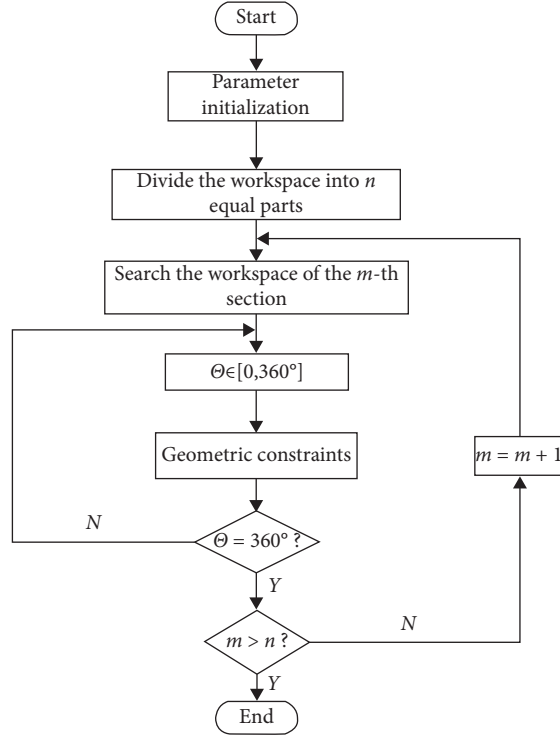 Start
Parameter
initialization
Divide the workspace into n
equal parts
Search the workspace of the m-th
section
Θϵ[0,360°]
Geometric constraints
m = m + 1
N
Θ = 360° ?
Y
N
m > n ?
Y
End